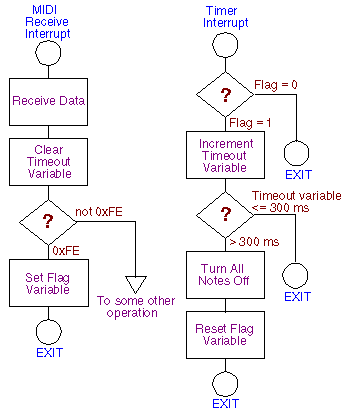 MIDI
Receive
Interrupt
Receive Data
Clear
Timeout
Variable
?
not 0xFE
0xFE
Set Flag
Variable
To some other
operation
EXIT
Timer
Interrupt
?
Flag = 0
Flag = 1
EXIT
Increment
Timeout
Variable
?
Timeout variable
<= 300 ms
> 300 ms
EXIT
Turn All
Notes Off
Reset Flag
Variable
EXIT